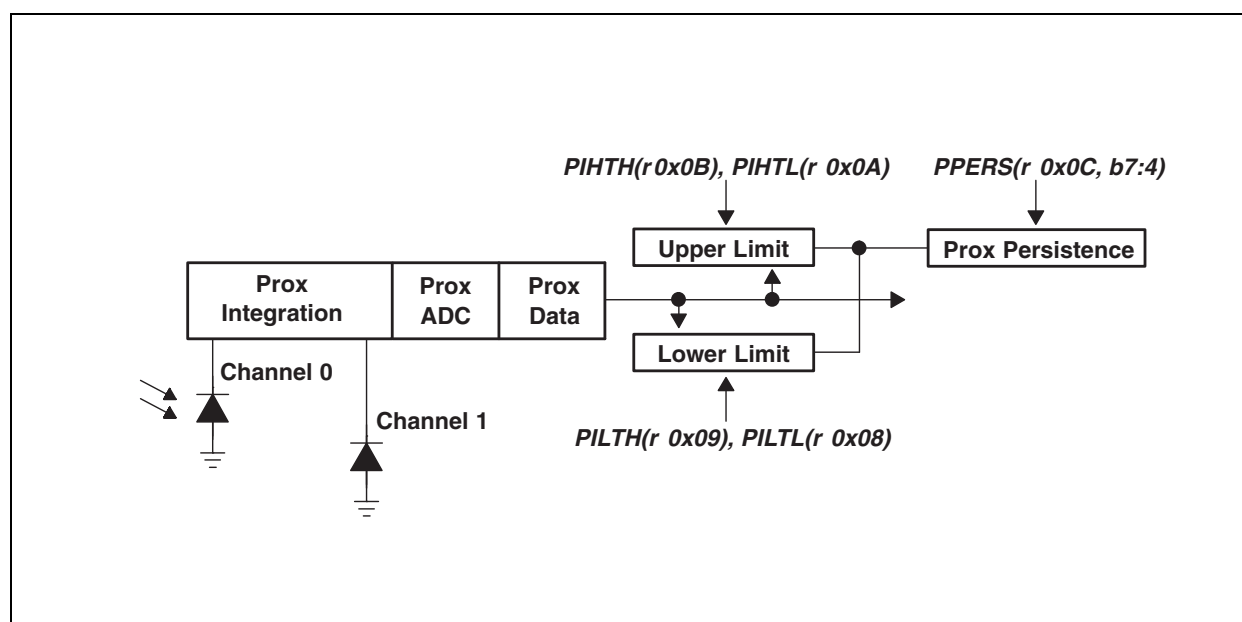 PIHTH(r 0x0B), PIHTL(r 0x0A)
PPERS(r 0x0C, b7:4)
Upper Limit
Prox Persistence
Prox
Integration
Prox
ADC
Prox
Data
Lower Limit
Channel 0
Channel 1
PILTH(r 0x09), PILTL(r 0x08)